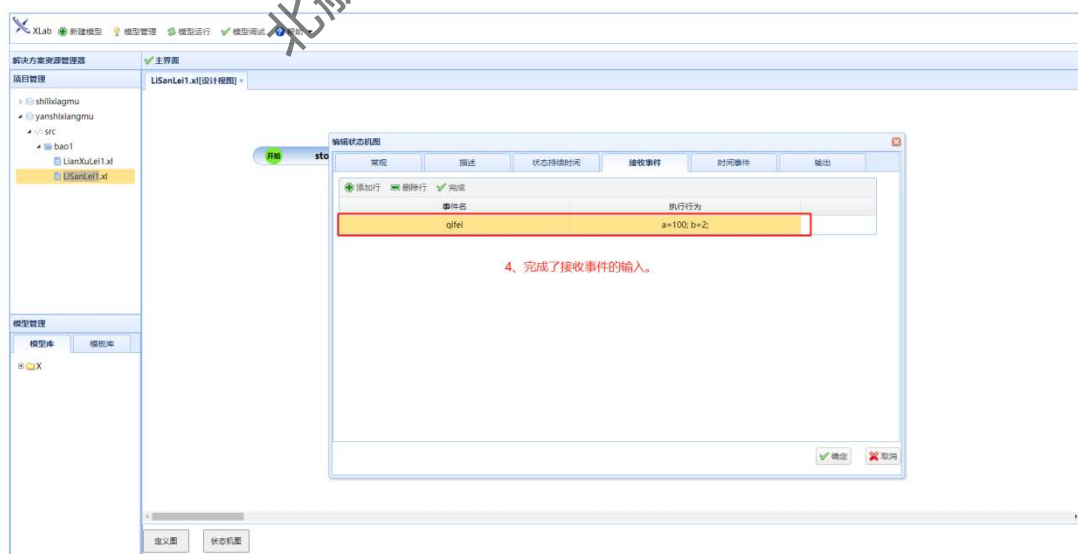 XLab 新建模型 模型管理 模型运行 模型调试 帮助
解决方案资源管理器
主界面
项目管理
LISanLei1.xl[设计视图] ×
shilixiagmu
yanshixiangmu
src
bao1
LianXuLei1.xl
LISanLei1.xl
开始
编辑状态机图
常规 描述 状态持续时间 接收事件 时间事件 输出
添加行 删除行 完成
事件名 执行行为
qifei a=100; b=2;
4、完成了接收事件的输入。
确定 取消
模型管理
模型库 模板库
X
定义图 状态机图